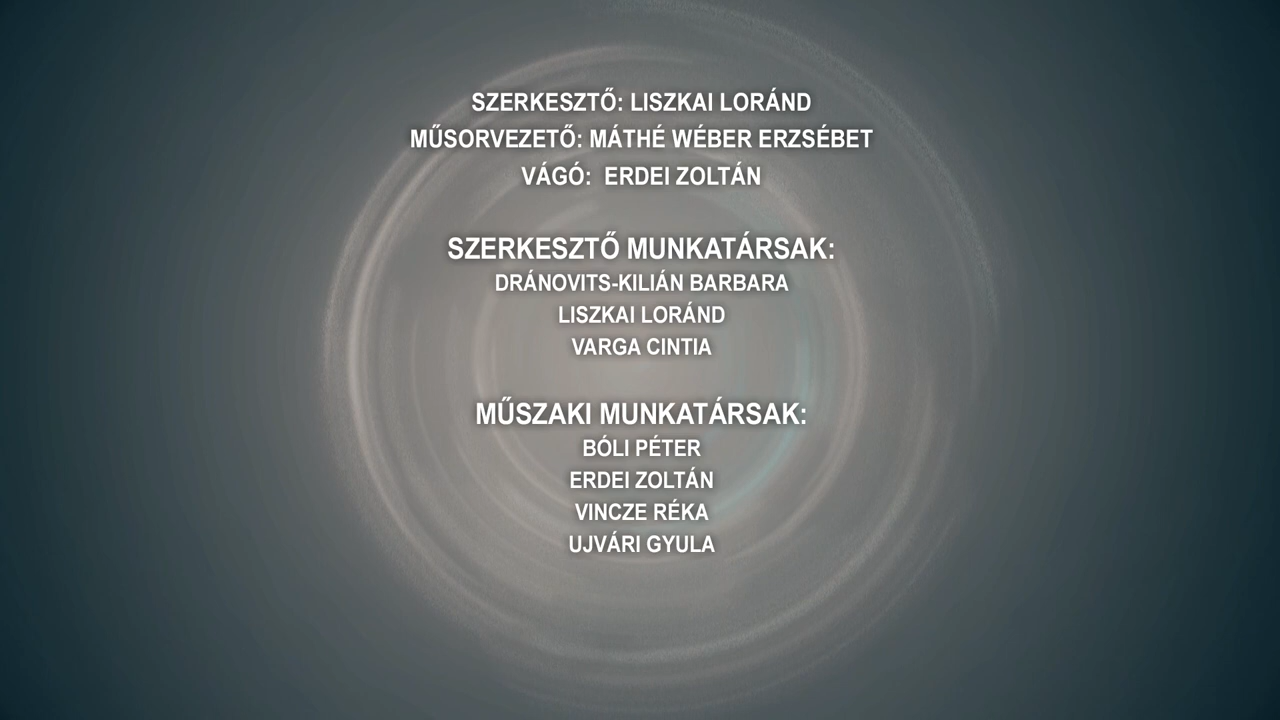 SZERKESZTŐ: LISZKAI LORÁND
MŰSORVEZETŐ: MÁTHÉ WÉBER ERZSÉBET
VÁGÓ: ERDEI ZOLTÁN
SZERKESZTŐ MUNKATÁRSAK:
DRÁNOVITS-KILIÁN BARBARA
LISZKAI LORÁND
VARGA CINTIA
MŰSZAKI MUNKATÁRSAK:
BÓLI PÉTER
ERDEI ZOLTÁN
VINCZE RÉKA
UJVÁRI GYULA